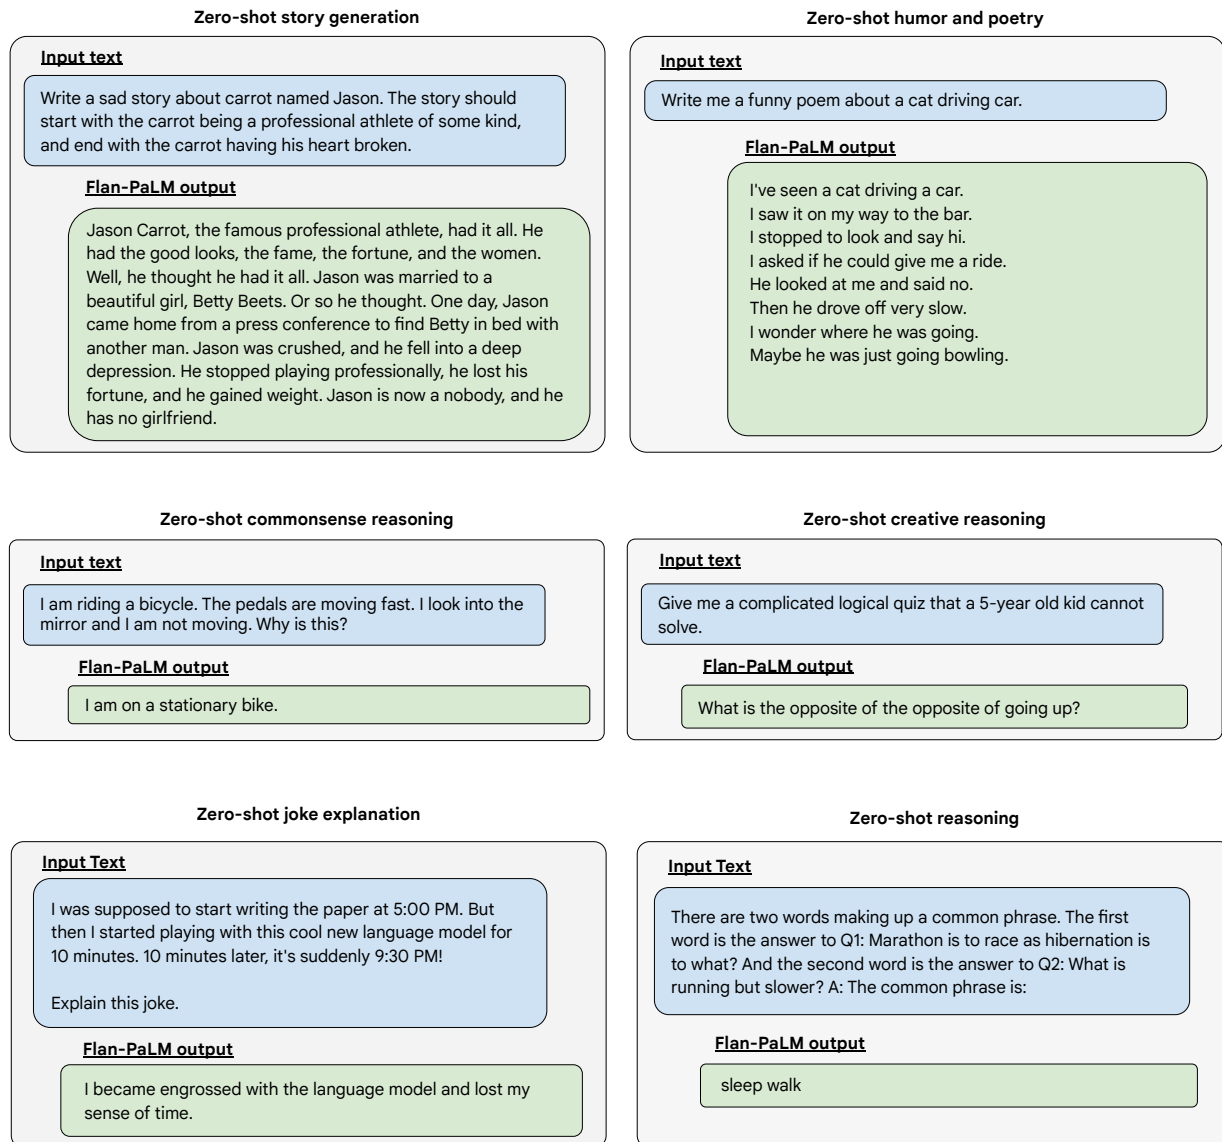 Zero-shot story generation
Input text
Write a sad story about carrot named Jason. The story should
start with the carrot being a professional athlete of some kind,
and end with the carrot having his heart broken.
Flan-PaLM output
Jason Carrot, the famous professional athlete, had it all. He
had the good looks, the fame, the fortune, and the women.
Well, he thought he had it all. Jason was married to a
beautiful girl, Betty Beets. Or so he thought. One day, Jason
came home from a press conference to find Betty in bed with
another man. Jason was crushed, and he fell into a deep
depression. He stopped playing professionally, he lost his
fortune, and he gained weight. Jason is now a nobody, and he
has no girlfriend.
Zero-shot humor and poetry
Input text
Write me a funny poem about a cat driving car.
Flan-PaLM output
I've seen a cat driving a car.
I saw it on my way to the bar.
I stopped to look and say hi.
I asked if he could give me a ride.
He looked at me and said no.
Then he drove off very slow.
I wonder where he was going.
Maybe he was just going bowling.
Zero-shot commonsense reasoning
Input text
I am riding a bicycle. The pedals are moving fast. I look into the
mirror and I am not moving. Why is this?
Flan-PaLM output
I am on a stationary bike.
Zero-shot creative reasoning
Input text
Give me a complicated logical quiz that a 5-year old kid cannot
solve.
Flan-PaLM output
What is the opposite of the opposite of going up?
Zero-shot joke explanation
Input Text
I was supposed to start writing the paper at 5:00 PM. But
then I started playing with this cool new language model for
10 minutes. 10 minutes later, it's suddenly 9:30 PM!
Explain this joke.
Flan-PaLM output
I became engrossed with the language model and lost my
sense of time.
Zero-shot reasoning
Input Text
There are two words making up a common phrase. The first
word is the answer to Q1: Marathon is to race as hibernation is
to what? And the second word is the answer to Q2: What is
running but slower? A: The common phrase is:
Flan-PaLM output
sleep walk